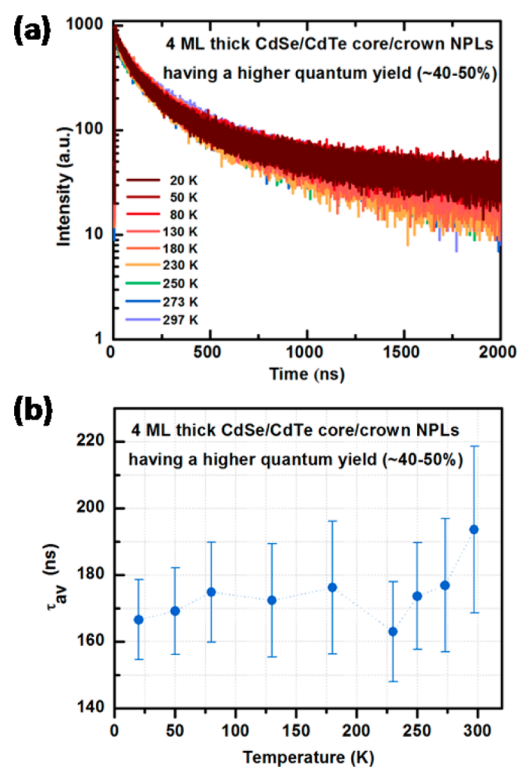 (a)
4 ML thick CdSe/CdTe core/crown NPLs
having a higher quantum yield (~40-50%)
1000
100
10
1
Intensity (a.u.)
20 K
50 K
80 K
130 K
180 K
230 K
250 K
273 K
297 K
0
500
1000
1500
2000
Time (ns)
(b)
4 ML thick CdSe/CdTe core/crown NPLs
having a higher quantum yield (~40-50%)
220
200
180
160
140
τav (ns)
0
50
100
150
200
250
300
Temperature (K)